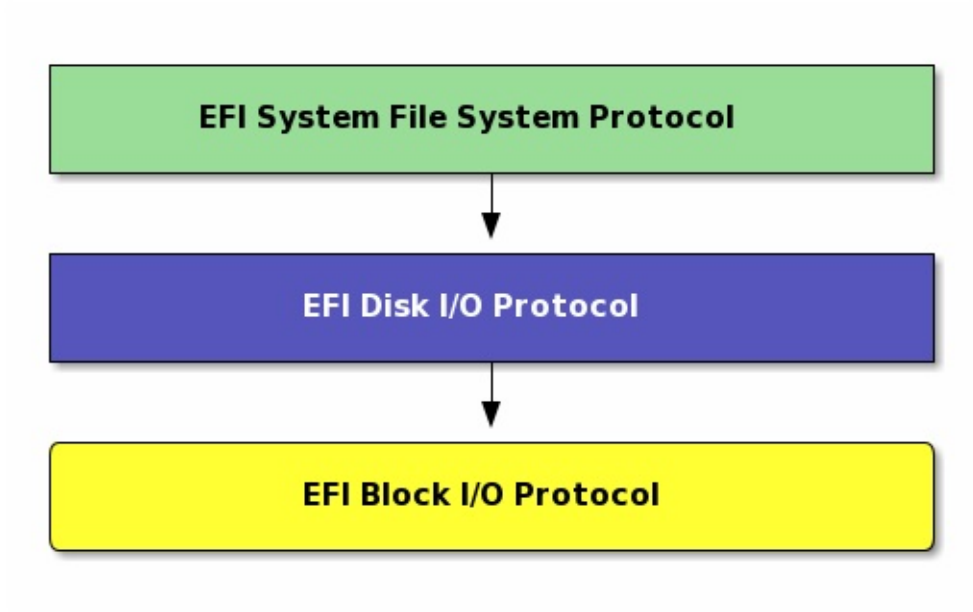 EFI System File System Protocol
EFI Disk I/O Protocol
EFI Block I/O Protocol